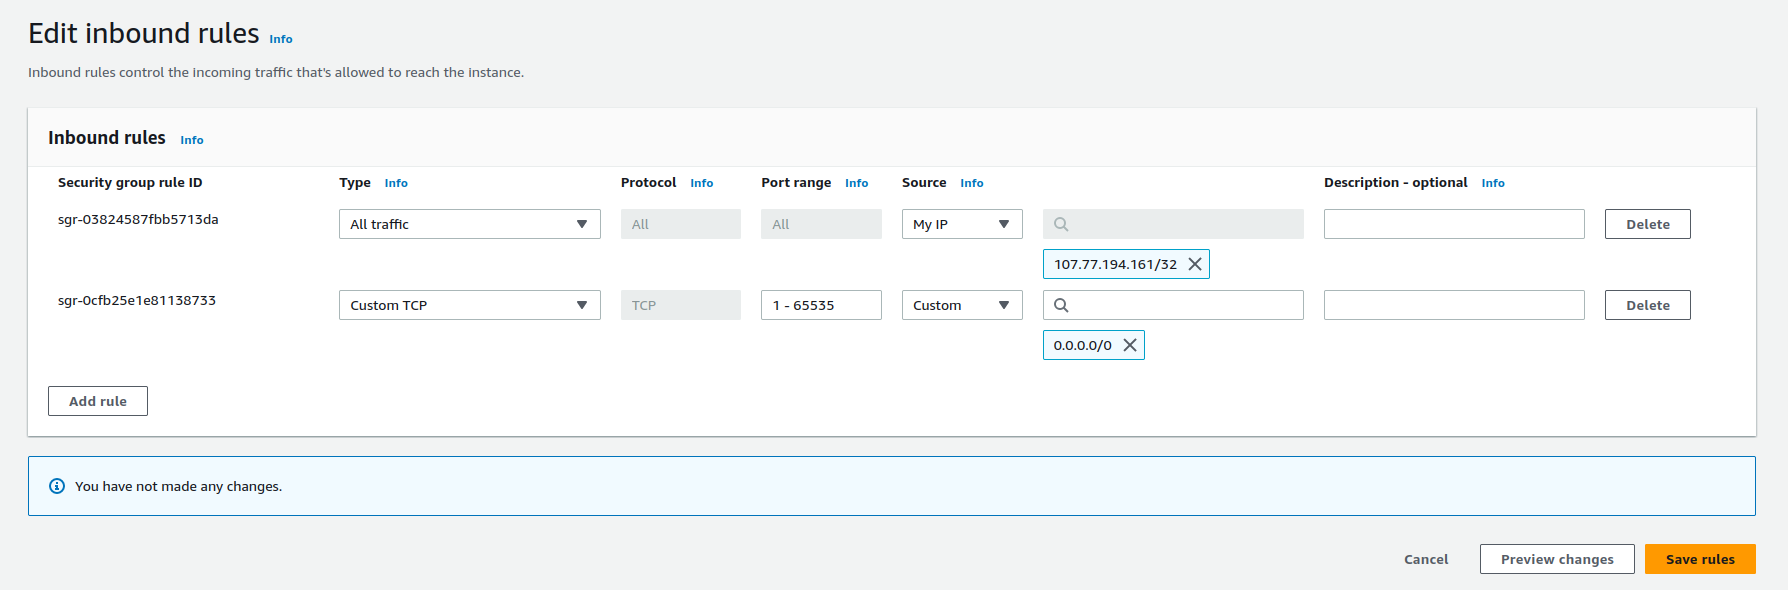 Edit inbound rules Info
Inbound rules control the incoming traffic that's allowed to reach the instance.
Inbound rules Info
Security group rule ID Type Info Protocol Info Port range Info Source Info Description - optional Info
sgr-03824587fbb5713da All traffic All All My IP Delete
107.77.194.161/32
sgr-0cfb25e1e81138733 Custom TCP TCP 1 - 65535 Custom Delete
0.0.0.0/0
Add rule
You have not made any changes.
Cancel Preview changes Save rules